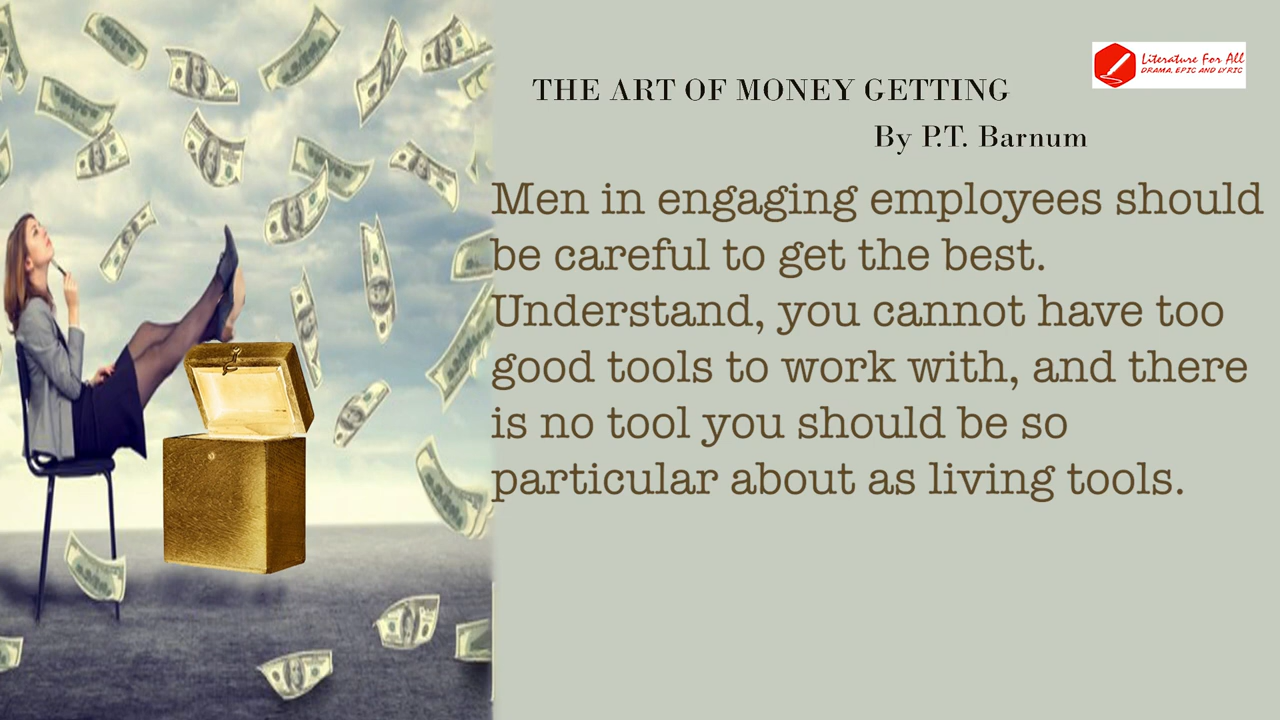 Literature For All
DRAMA, EPIC AND LYRIC
THE ART OF MONEY GETTING
By P.T. Barnum
Men in engaging employees should
be careful to get the best.
Understand, you cannot have too
good tools to work with, and there
is no tool you should be so
particular about as living tools.